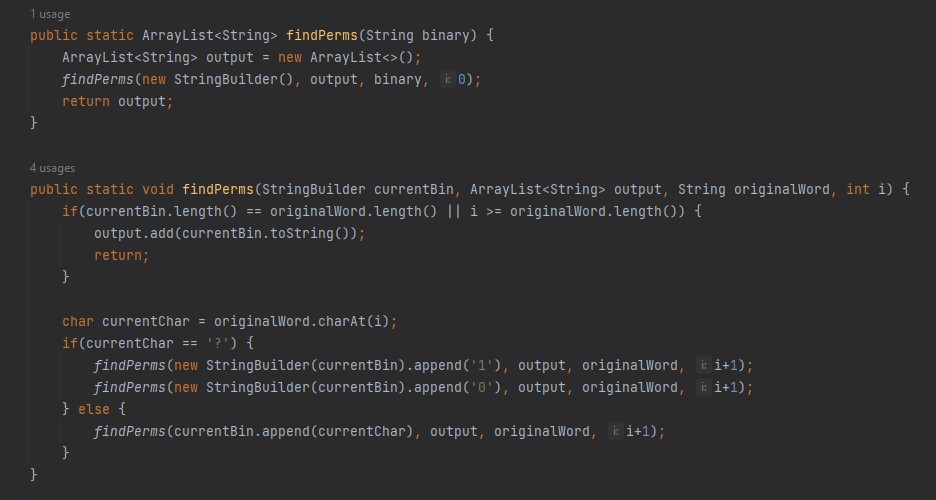 1 usage
public static ArrayList<String> findPerms(String binary) {
    ArrayList<String> output = new ArrayList<>();
    findPerms(new StringBuilder(), output, binary, i: 0);
    return output;
}
4 usages
public static void findPerms(StringBuilder currentBin, ArrayList<String> output, String originalWord, int i) {
    if(currentBin.length() == originalWord.length() || i >= originalWord.length()) {
        output.add(currentBin.toString());
        return;
    }
    char currentChar = originalWord.charAt(i);
    if(currentChar == '?') {
        findPerms(new StringBuilder(currentBin).append('1'), output, originalWord, i: i+1);
        findPerms(new StringBuilder(currentBin).append('0'), output, originalWord, i: i+1);
    } else {
        findPerms(currentBin.append(currentChar), output, originalWord, i: i+1);
    }
}